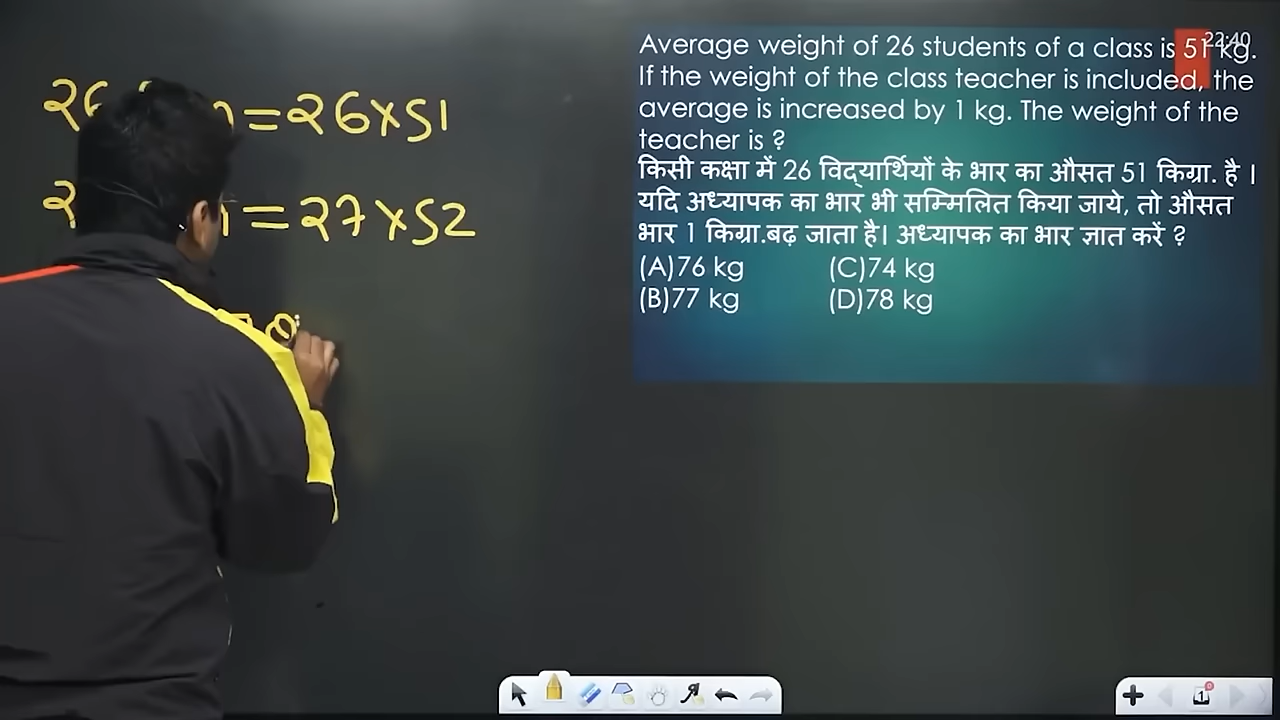 Average weight of 26 students of a class is 51 kg.
If the weight of the class teacher is included, the
average is increased by 1 kg. The weight of the
teacher is ?
किसी कक्षा में 26 विद्यार्थियों के भार का औसत 51 किग्रा. है ।
यदि अध्यापक का भार भी सम्मिलित किया जाये, तो औसत
भार 1 किग्रा.बढ़ जाता है। अध्यापक का भार ज्ञात करें ?
(A)76 kg (C)74 kg
(B)77 kg (D)78 kg
22:40
26 = 26×51
= 27×52
1